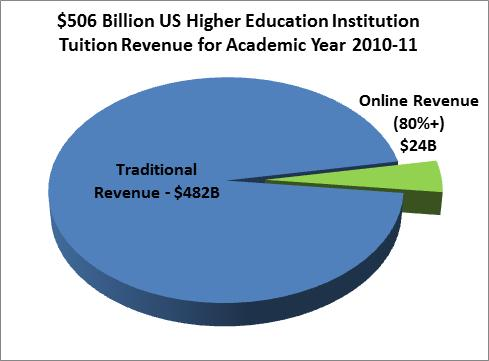 $506 Billion US Higher Education Institution
Tuition Revenue for Academic Year 2010-11
Online Revenue
(80%+)
$24B
Traditional
Revenue - $482B